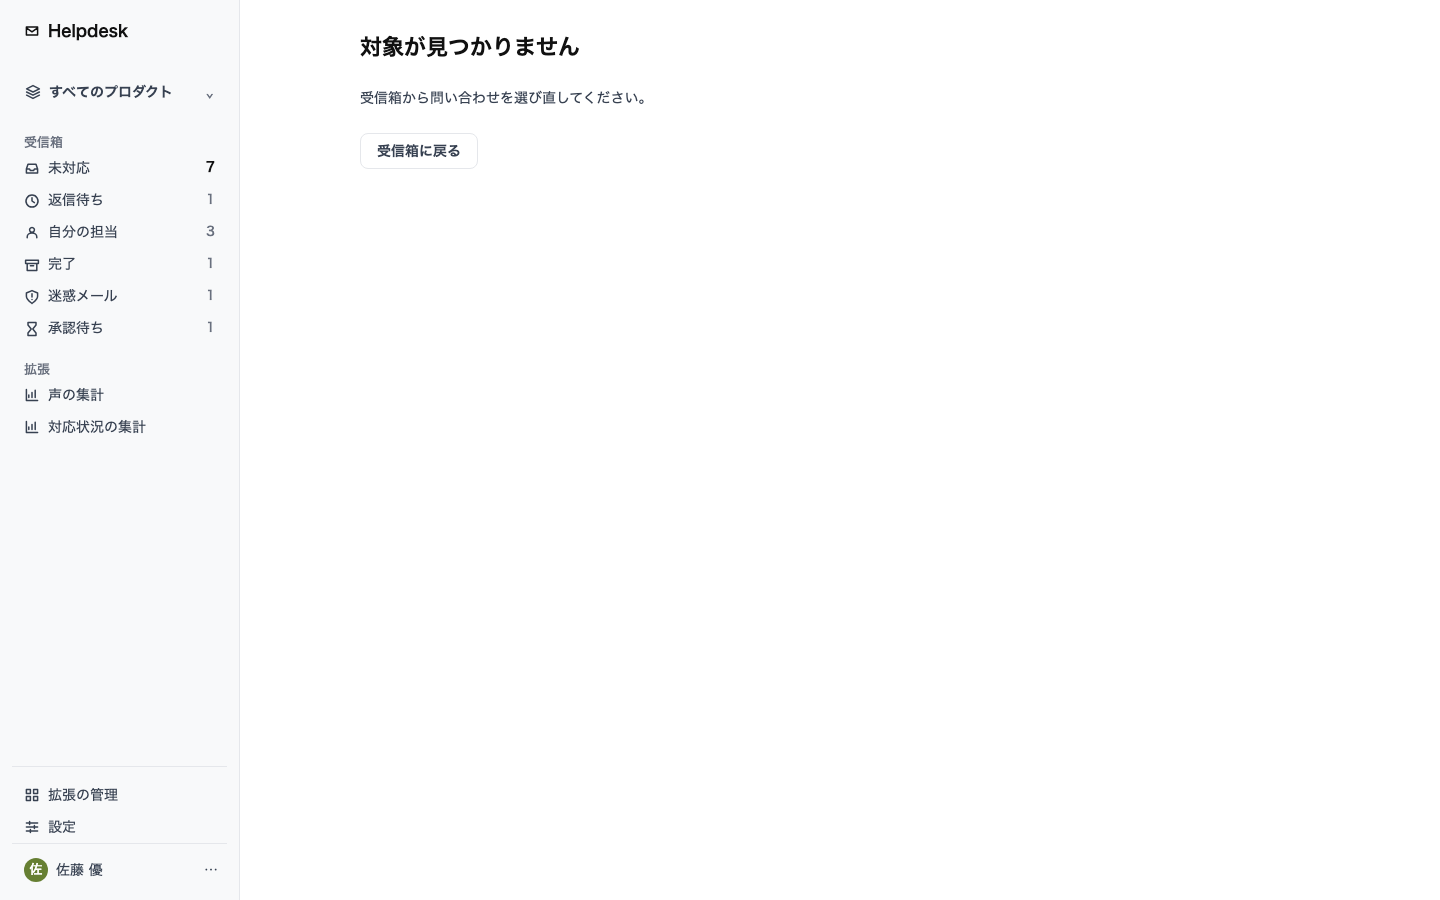 Helpdesk
すべてのプロダクト
受信箱
未対応 7
返信待ち 1
自分の担当 3
完了 1
迷惑メール 1
承認待ち 1
拡張
声の集計
対応状況の集計
拡張の管理
設定
佐 佐藤 優 …
対象が見つかりません
受信箱から問い合わせを選び直してください。
受信箱に戻る